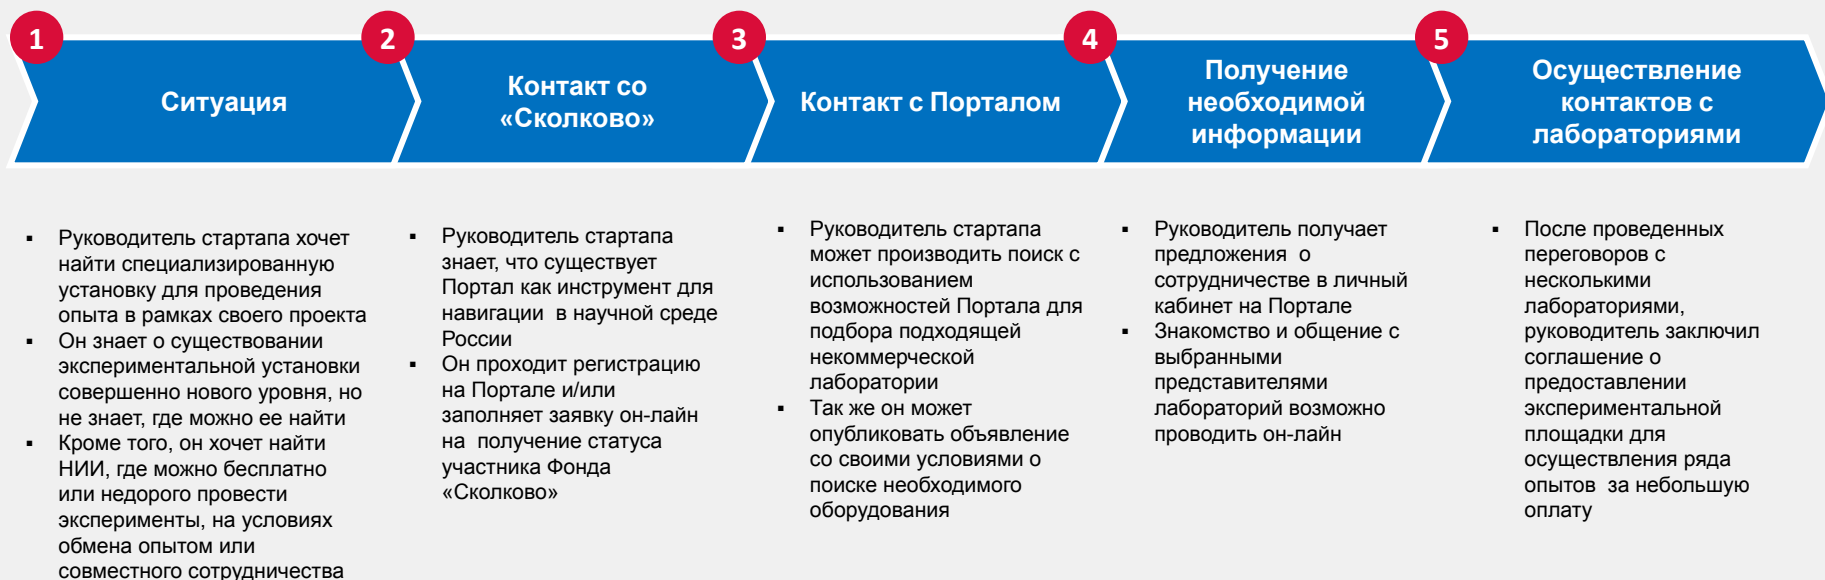 1
Ситуация
2
Контакт со
«Сколково»
3
Контакт с Порталом
4
Получение
необходимой
информации
5
Осуществление
контактов с
лабораториями
▪ Руководитель стартапа хочет
найти специализированную
установку для проведения
опыта в рамках своего проекта
▪ Он знает о существовании
экспериментальной установки
совершенно нового уровня, но
не знает, где можно ее найти
▪ Кроме того, он хочет найти
НИИ, где можно бесплатно
или недорого провести
эксперименты, на условиях
обмена опытом или
совместного сотрудничества
▪ Руководитель стартапа
знает, что существует
Портал как инструмент для
навигации в научной среде
России
▪ Он проходит регистрацию
на Портале и/или
заполняет заявку он-лайн
на получение статуса
участника Фонда
«Сколково»
▪ Руководитель стартапа
может производить поиск с
использованием
возможностей Портала для
подбора подходящей
некоммерческой
лаборатории
▪ Так же он может
опубликовать объявление
со своими условиями о
поиске необходимого
оборудования
▪ Руководитель получает
предложения о
сотрудничестве в личный
кабинет на Портале
▪ Знакомство и общение с
выбранными
представителями
лабораторий возможно
проводить он-лайн
▪ После проведенных
переговоров с
несколькими
лабораториями,
руководитель заключил
соглашение о
предоставлении
экспериментальной
площадки для
осуществления ряда
опытов за небольшую
оплату